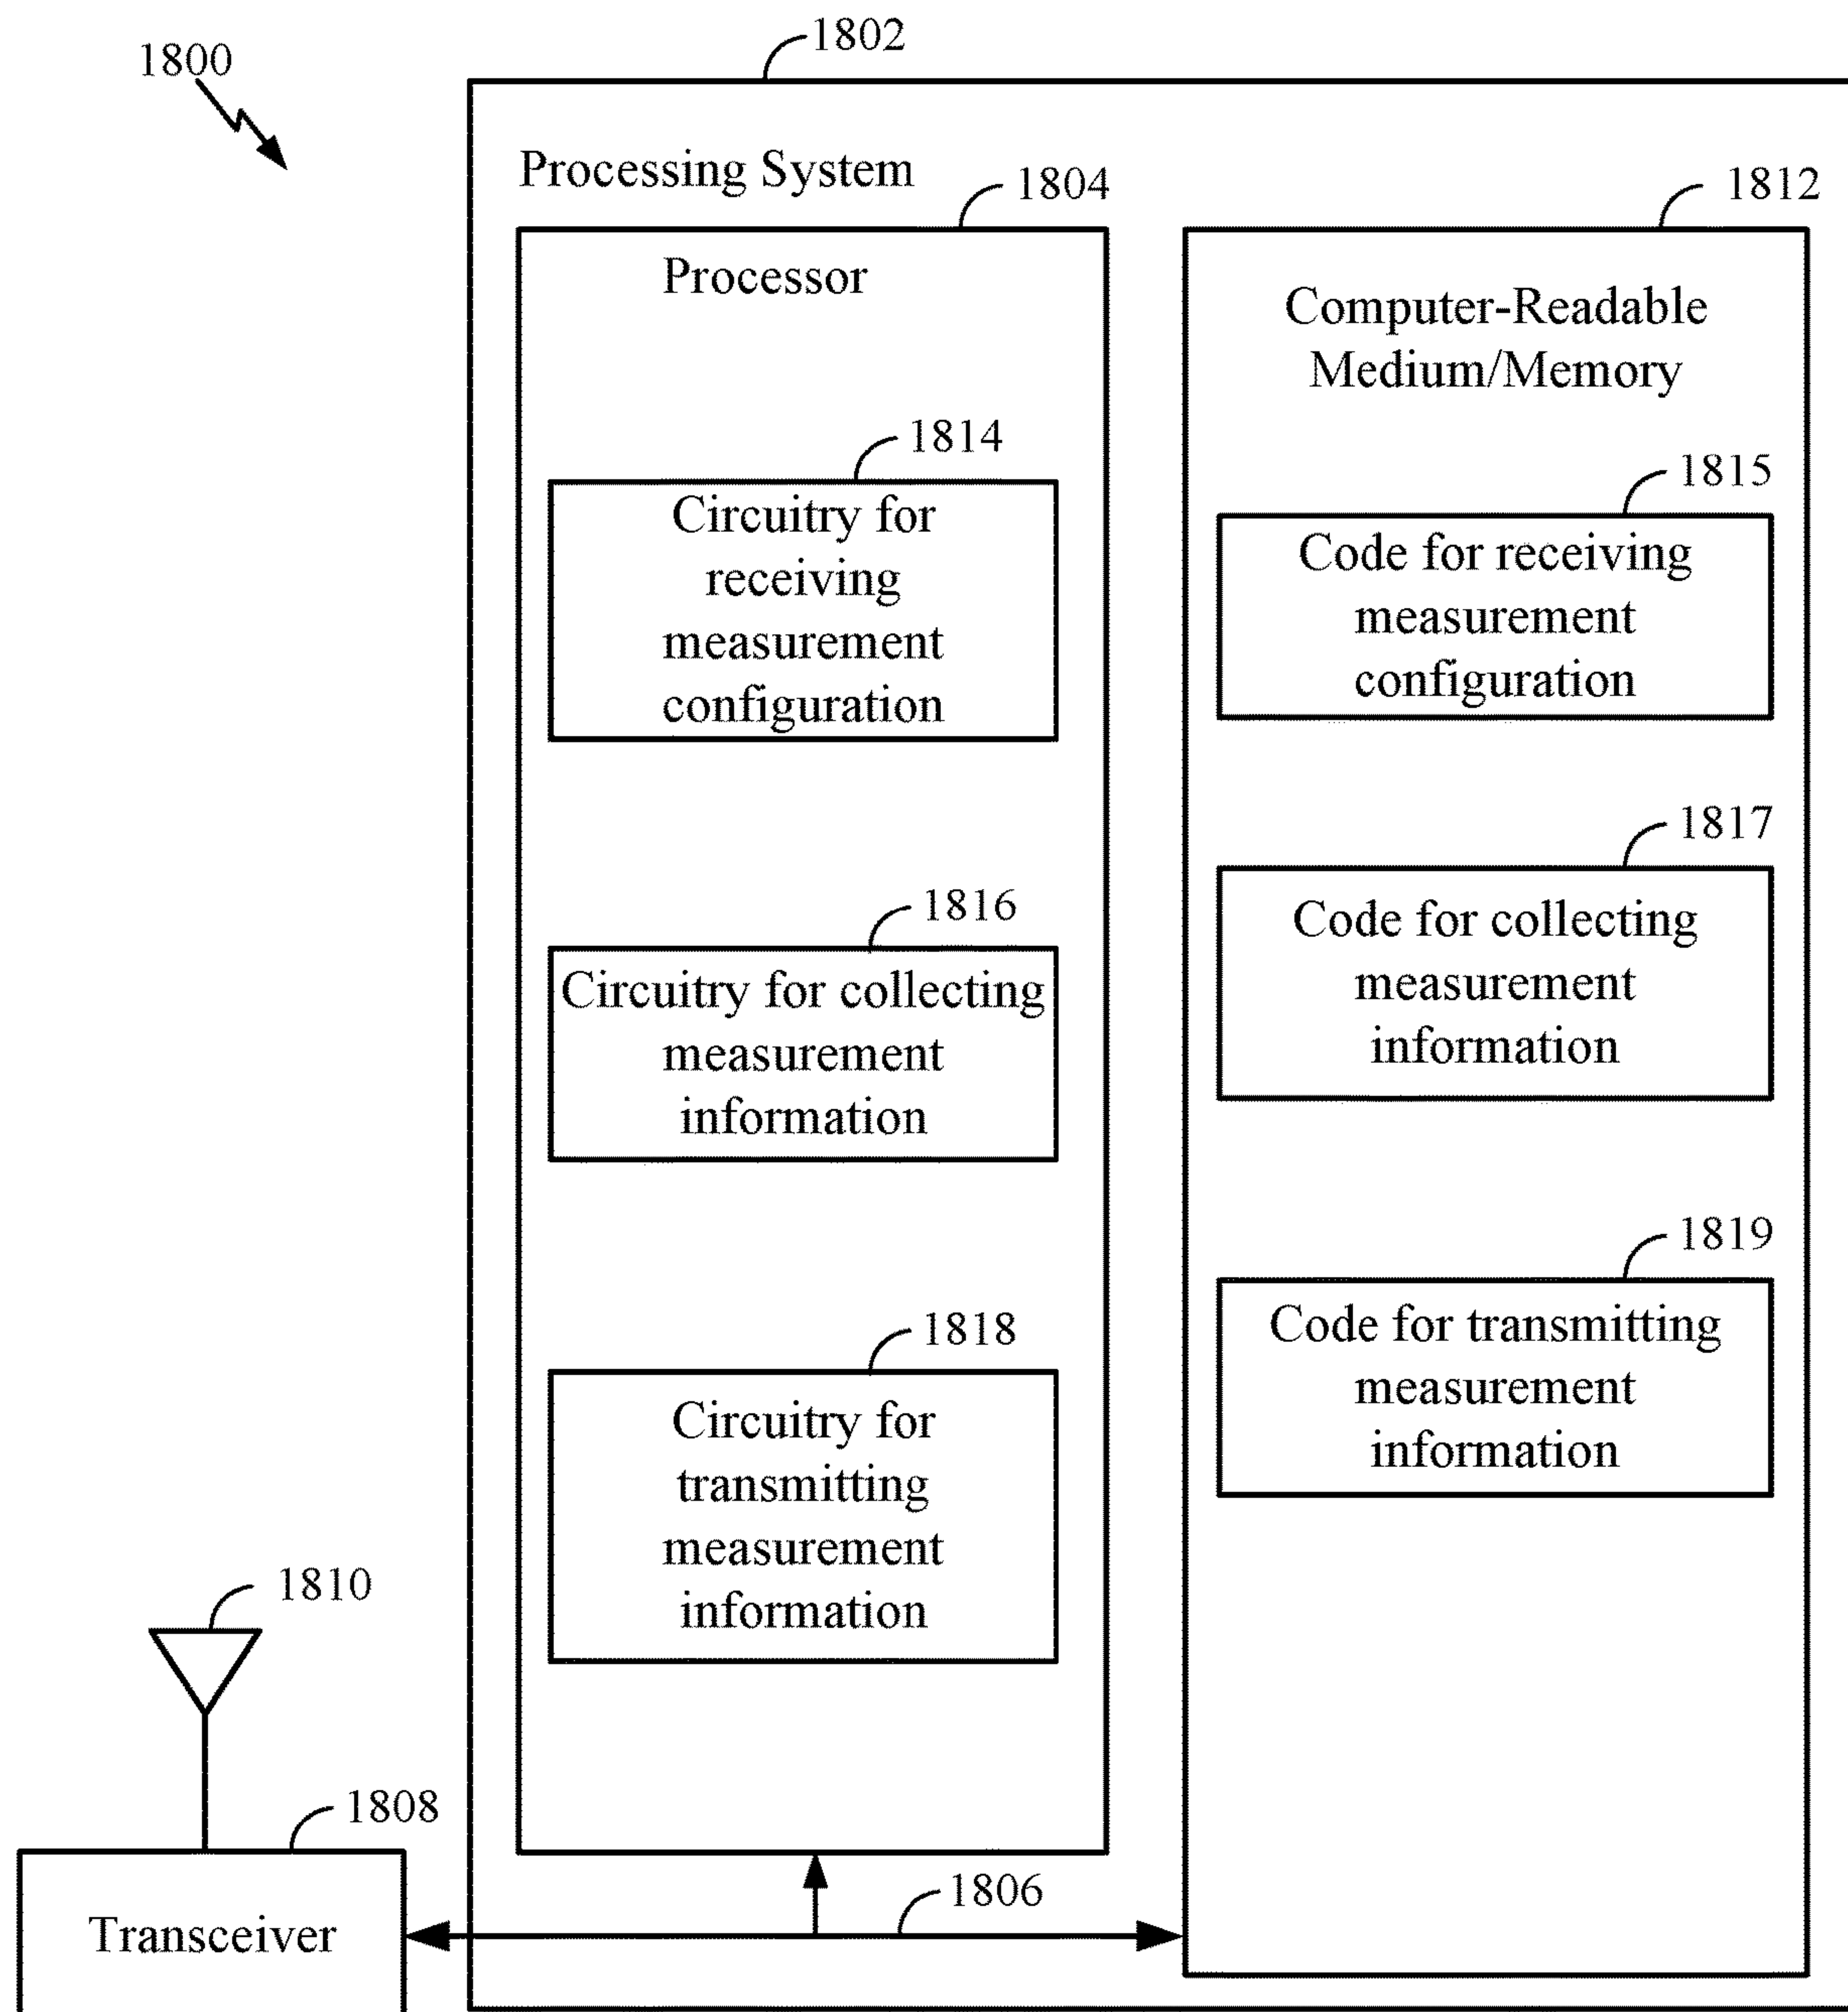 1800
1802
Processing System
1804
Processor
1814
Circuitry for
receiving
measurement
configuration
1816
Circuitry for collecting
measurement
information
1818
Circuitry for
transmitting
measurement
information
1812
Computer-Readable
Medium/Memory
1815
Code for receiving
measurement
configuration
1817
Code for collecting
measurement
information
1819
Code for transmitting
measurement
information
1810
1808
Transceiver
1806